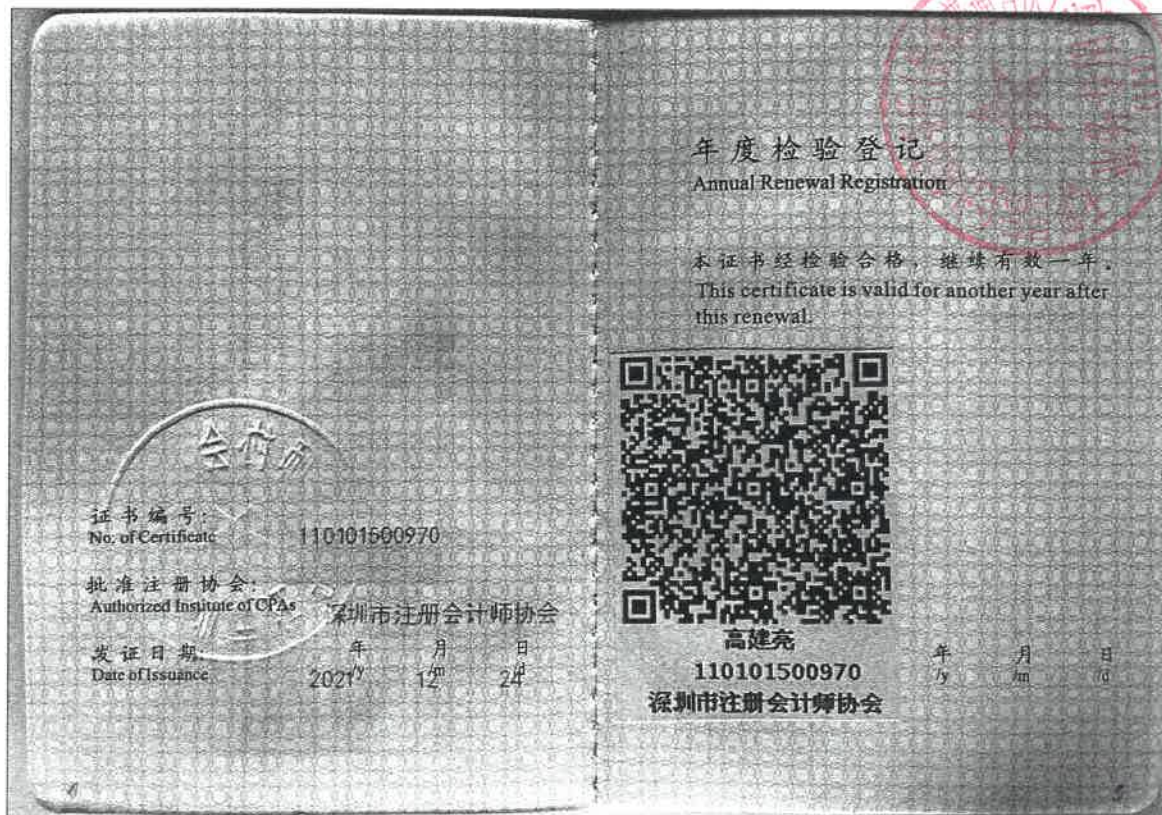 证书编号:
No. of Certificate
110101500970
批准注册协会:
Authorized Institute of CPAs
深圳市注册会计师协会
发证日期:
Date of Issuance
2021 年/y 12 月/m 24 日/d
年度检验登记
Annual Renewal Registration
本证书经检验合格，继续有效一年.
This certificate is valid for another year after
this renewal.
高建亮
110101500970
深圳市注册会计师协会
年 月 日
/y /m /d